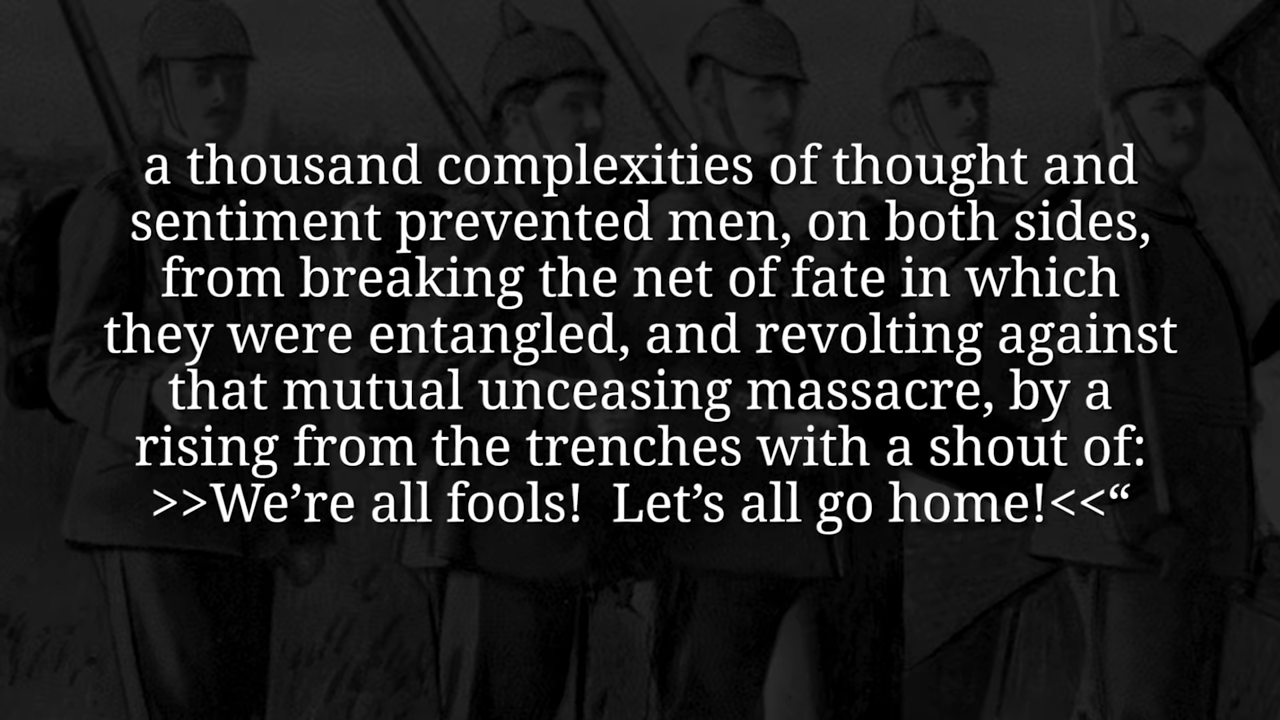 a thousand complexities of thought and
sentiment prevented men, on both sides,
from breaking the net of fate in which
they were entangled, and revolting against
that mutual unceasing massacre, by a
rising from the trenches with a shout of:
>>We’re all fools!  Let’s all go home!<<“